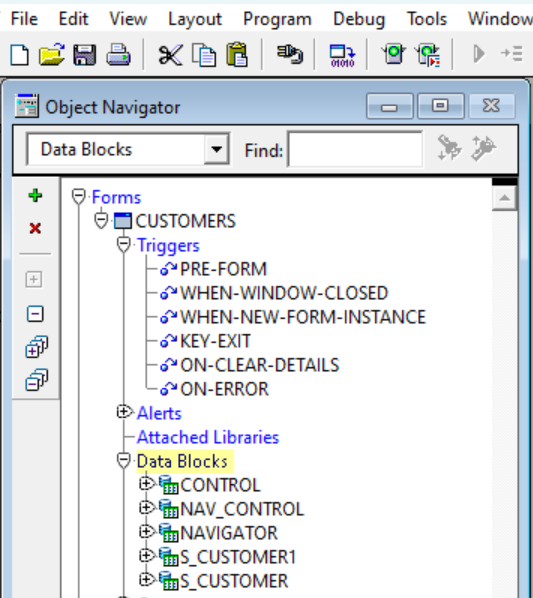 File Edit View Layout Program Debug Tools Window
01010
Object Navigator
Data Blocks Find:
Forms
CUSTOMERS
Triggers
PRE-FORM
WHEN-WINDOW-CLOSED
WHEN-NEW-FORM-INSTANCE
KEY-EXIT
ON-CLEAR-DETAILS
ON-ERROR
Alerts
Attached Libraries
Data Blocks
CONTROL
NAV_CONTROL
NAVIGATOR
S_CUSTOMER1
S_CUSTOMER